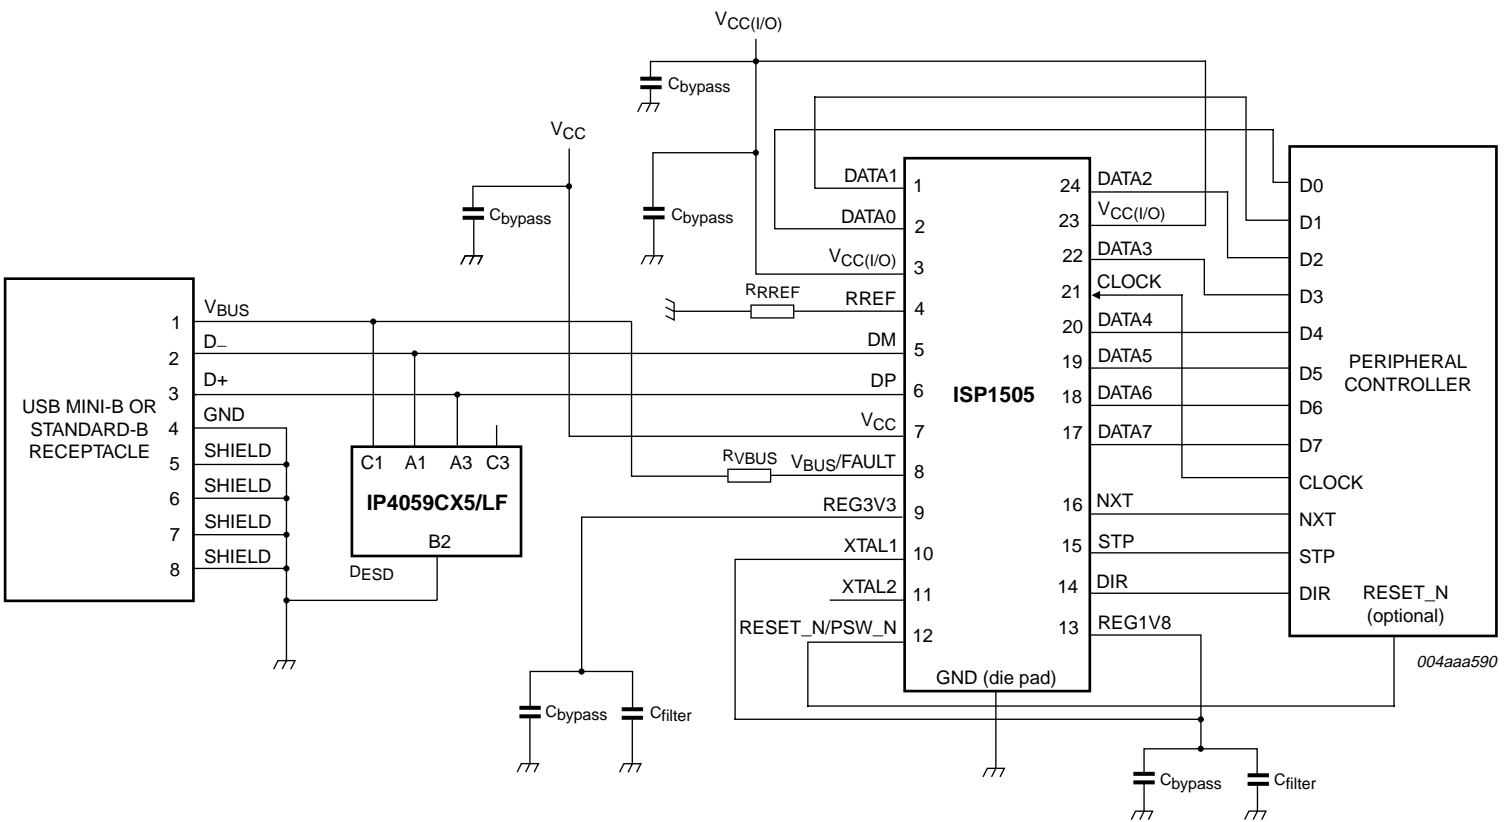 VCC(I/O)
Cbypass
VCC
Cbypass
Cbypass
USB MINI-B OR
STANDARD-B
RECEPTACLE
1
2
3
4
5
6
7
8
VBUS
D−
D+
GND
SHIELD
SHIELD
SHIELD
SHIELD
C1 A1 A3 C3
IP4059CX5/LF
B2
DESD
RRREF
RVBUS
DATA1
DATA0
VCC(I/O)
RREF
DM
DP
VCC
VBUS/FAULT
REG3V3
XTAL1
XTAL2
RESET_N/PSW_N
1
2
3
4
5
6
7
8
9
10
11
12
ISP1505
GND (die pad)
24
23
22
21
20
19
18
17
16
15
14
13
DATA2
VCC(I/O)
DATA3
CLOCK
DATA4
DATA5
DATA6
DATA7
NXT
STP
DIR
REG1V8
D0
D1
D2
D3
D4
D5
D6
D7
CLOCK
NXT
STP
DIR
PERIPHERAL
CONTROLLER
RESET_N
(optional)
004aaa590
Cbypass
Cfilter
Cbypass
Cfilter